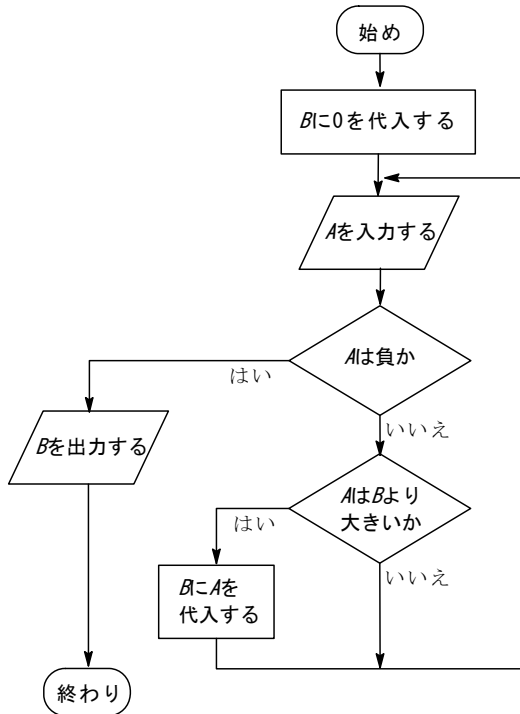 始め
Bに0を代入する
Aを入力する
Aは負か
はい
いいえ
Bを出力する
AはBより
大きいか
はい
いいえ
BにAを
代入する
終わり